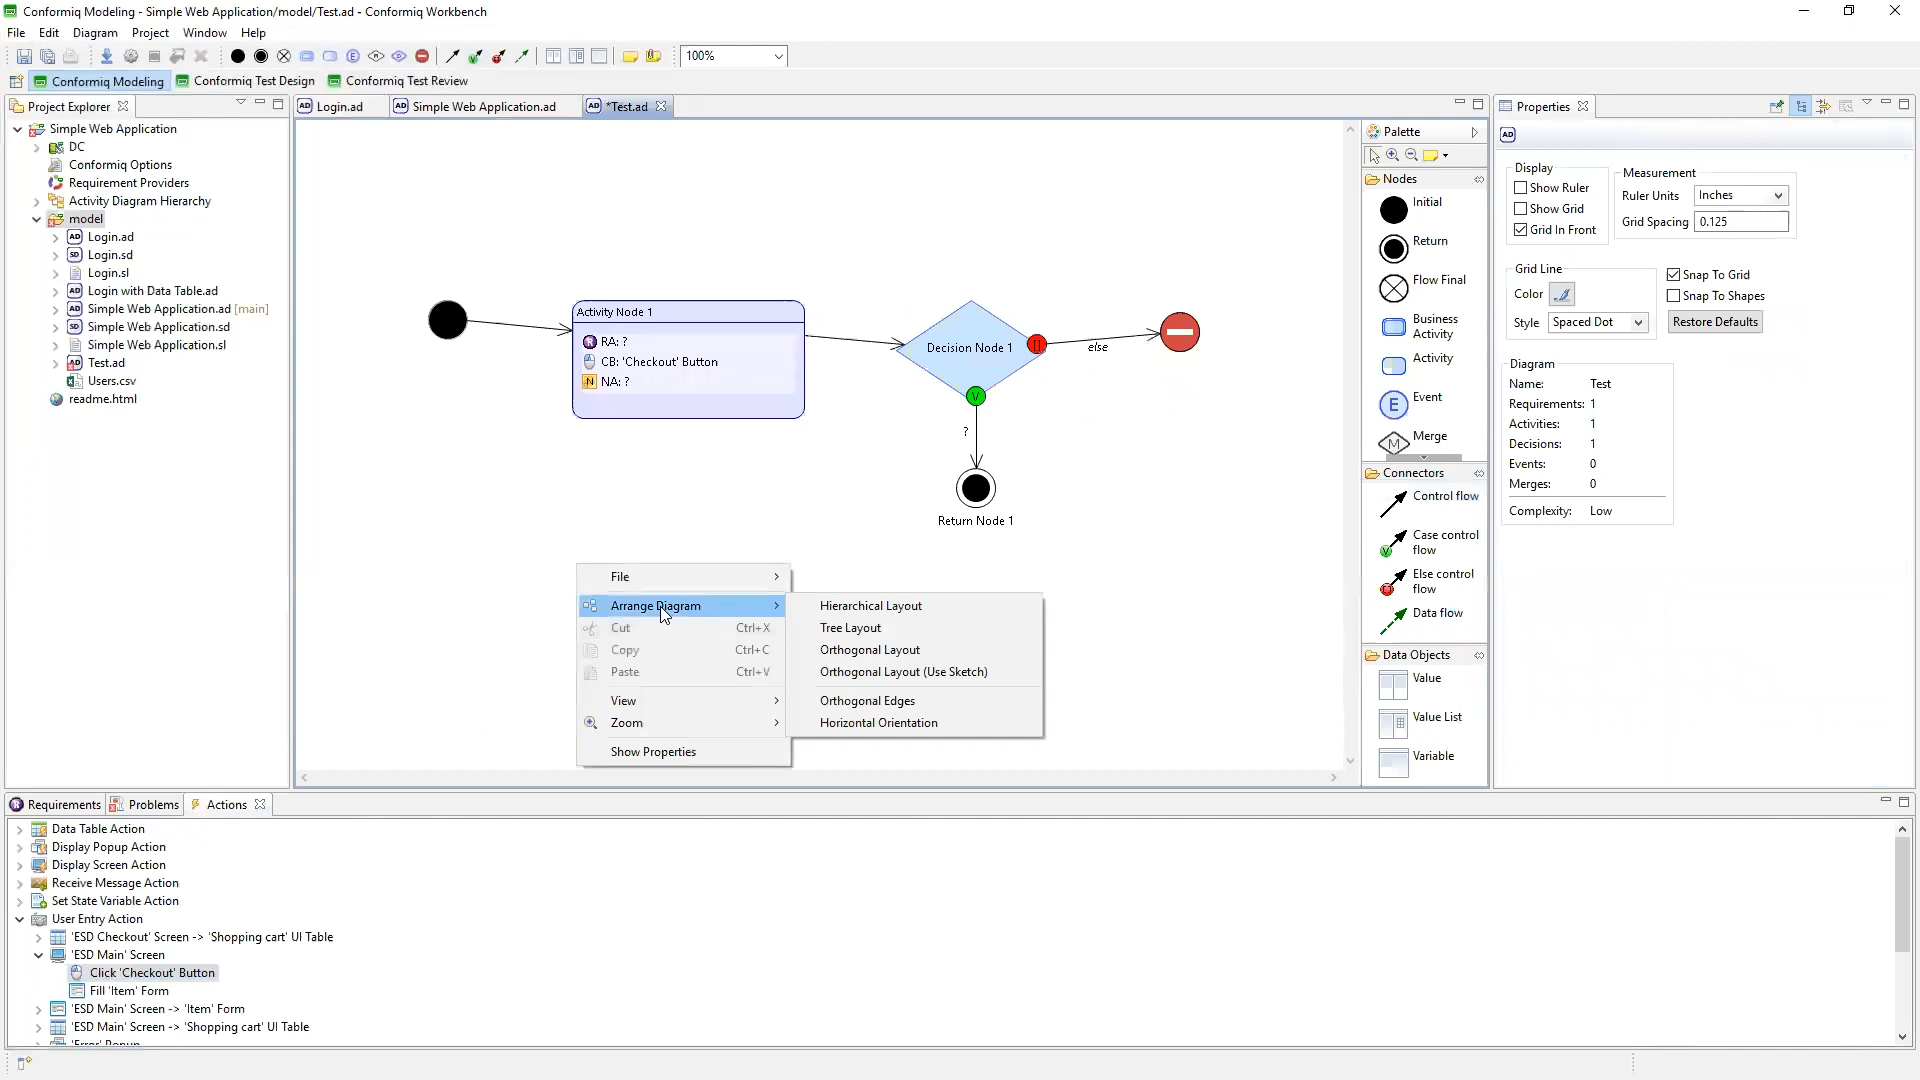 Conformiq Modeling - Simple Web Application/model/Test.ad - Conformiq Workbench
File Edit Diagram Project Window Help
100%
Conformiq Modeling Conformiq Test Design Conformiq Test Review
Project Explorer
Simple Web Application
DC
Conformiq Options
Requirement Providers
Activity Diagram Hierarchy
model
Login.ad
Login.sd
Login.sl
Login with Data Table.ad
Simple Web Application.ad [main]
Simple Web Application.sd
Simple Web Application.sl
Test.ad
Users.csv
readme.html
Login.ad Simple Web Application.ad *Test.ad
Activity Node 1
RA: ?
CB: 'Checkout' Button
NA: ?
Decision Node 1
else
?
Return Node 1
File
Arrange Diagram
Cut Ctrl+X
Copy Ctrl+C
Paste Ctrl+V
View
Zoom
Show Properties
Hierarchical Layout
Tree Layout
Orthogonal Layout
Orthogonal Layout (Use Sketch)
Orthogonal Edges
Horizontal Orientation
Palette
Nodes
Initial
Return
Flow Final
Business
Activity
Activity
Event
Merge
Connectors
Control flow
Case control
flow
Else control
flow
Data flow
Data Objects
Value
Value List
Variable
Properties
Display
Show Ruler
Show Grid
Grid In Front
Measurement
Ruler Units Inches
Grid Spacing 0.125
Grid Line
Color
Style Spaced Dot
Snap To Grid
Snap To Shapes
Restore Defaults
Diagram
Name: Test
Requirements: 1
Activities: 1
Decisions: 1
Events: 0
Merges: 0
Complexity: Low
Requirements Problems Actions
Data Table Action
Display Popup Action
Display Screen Action
Receive Message Action
Set State Variable Action
User Entry Action
'ESD Checkout' Screen -> 'Shopping cart' UI Table
'ESD Main' Screen
Click 'Checkout' Button
Fill 'Item' Form
'ESD Main' Screen -> 'Item' Form
'ESD Main' Screen -> 'Shopping cart' UI Table
'Error' Popup